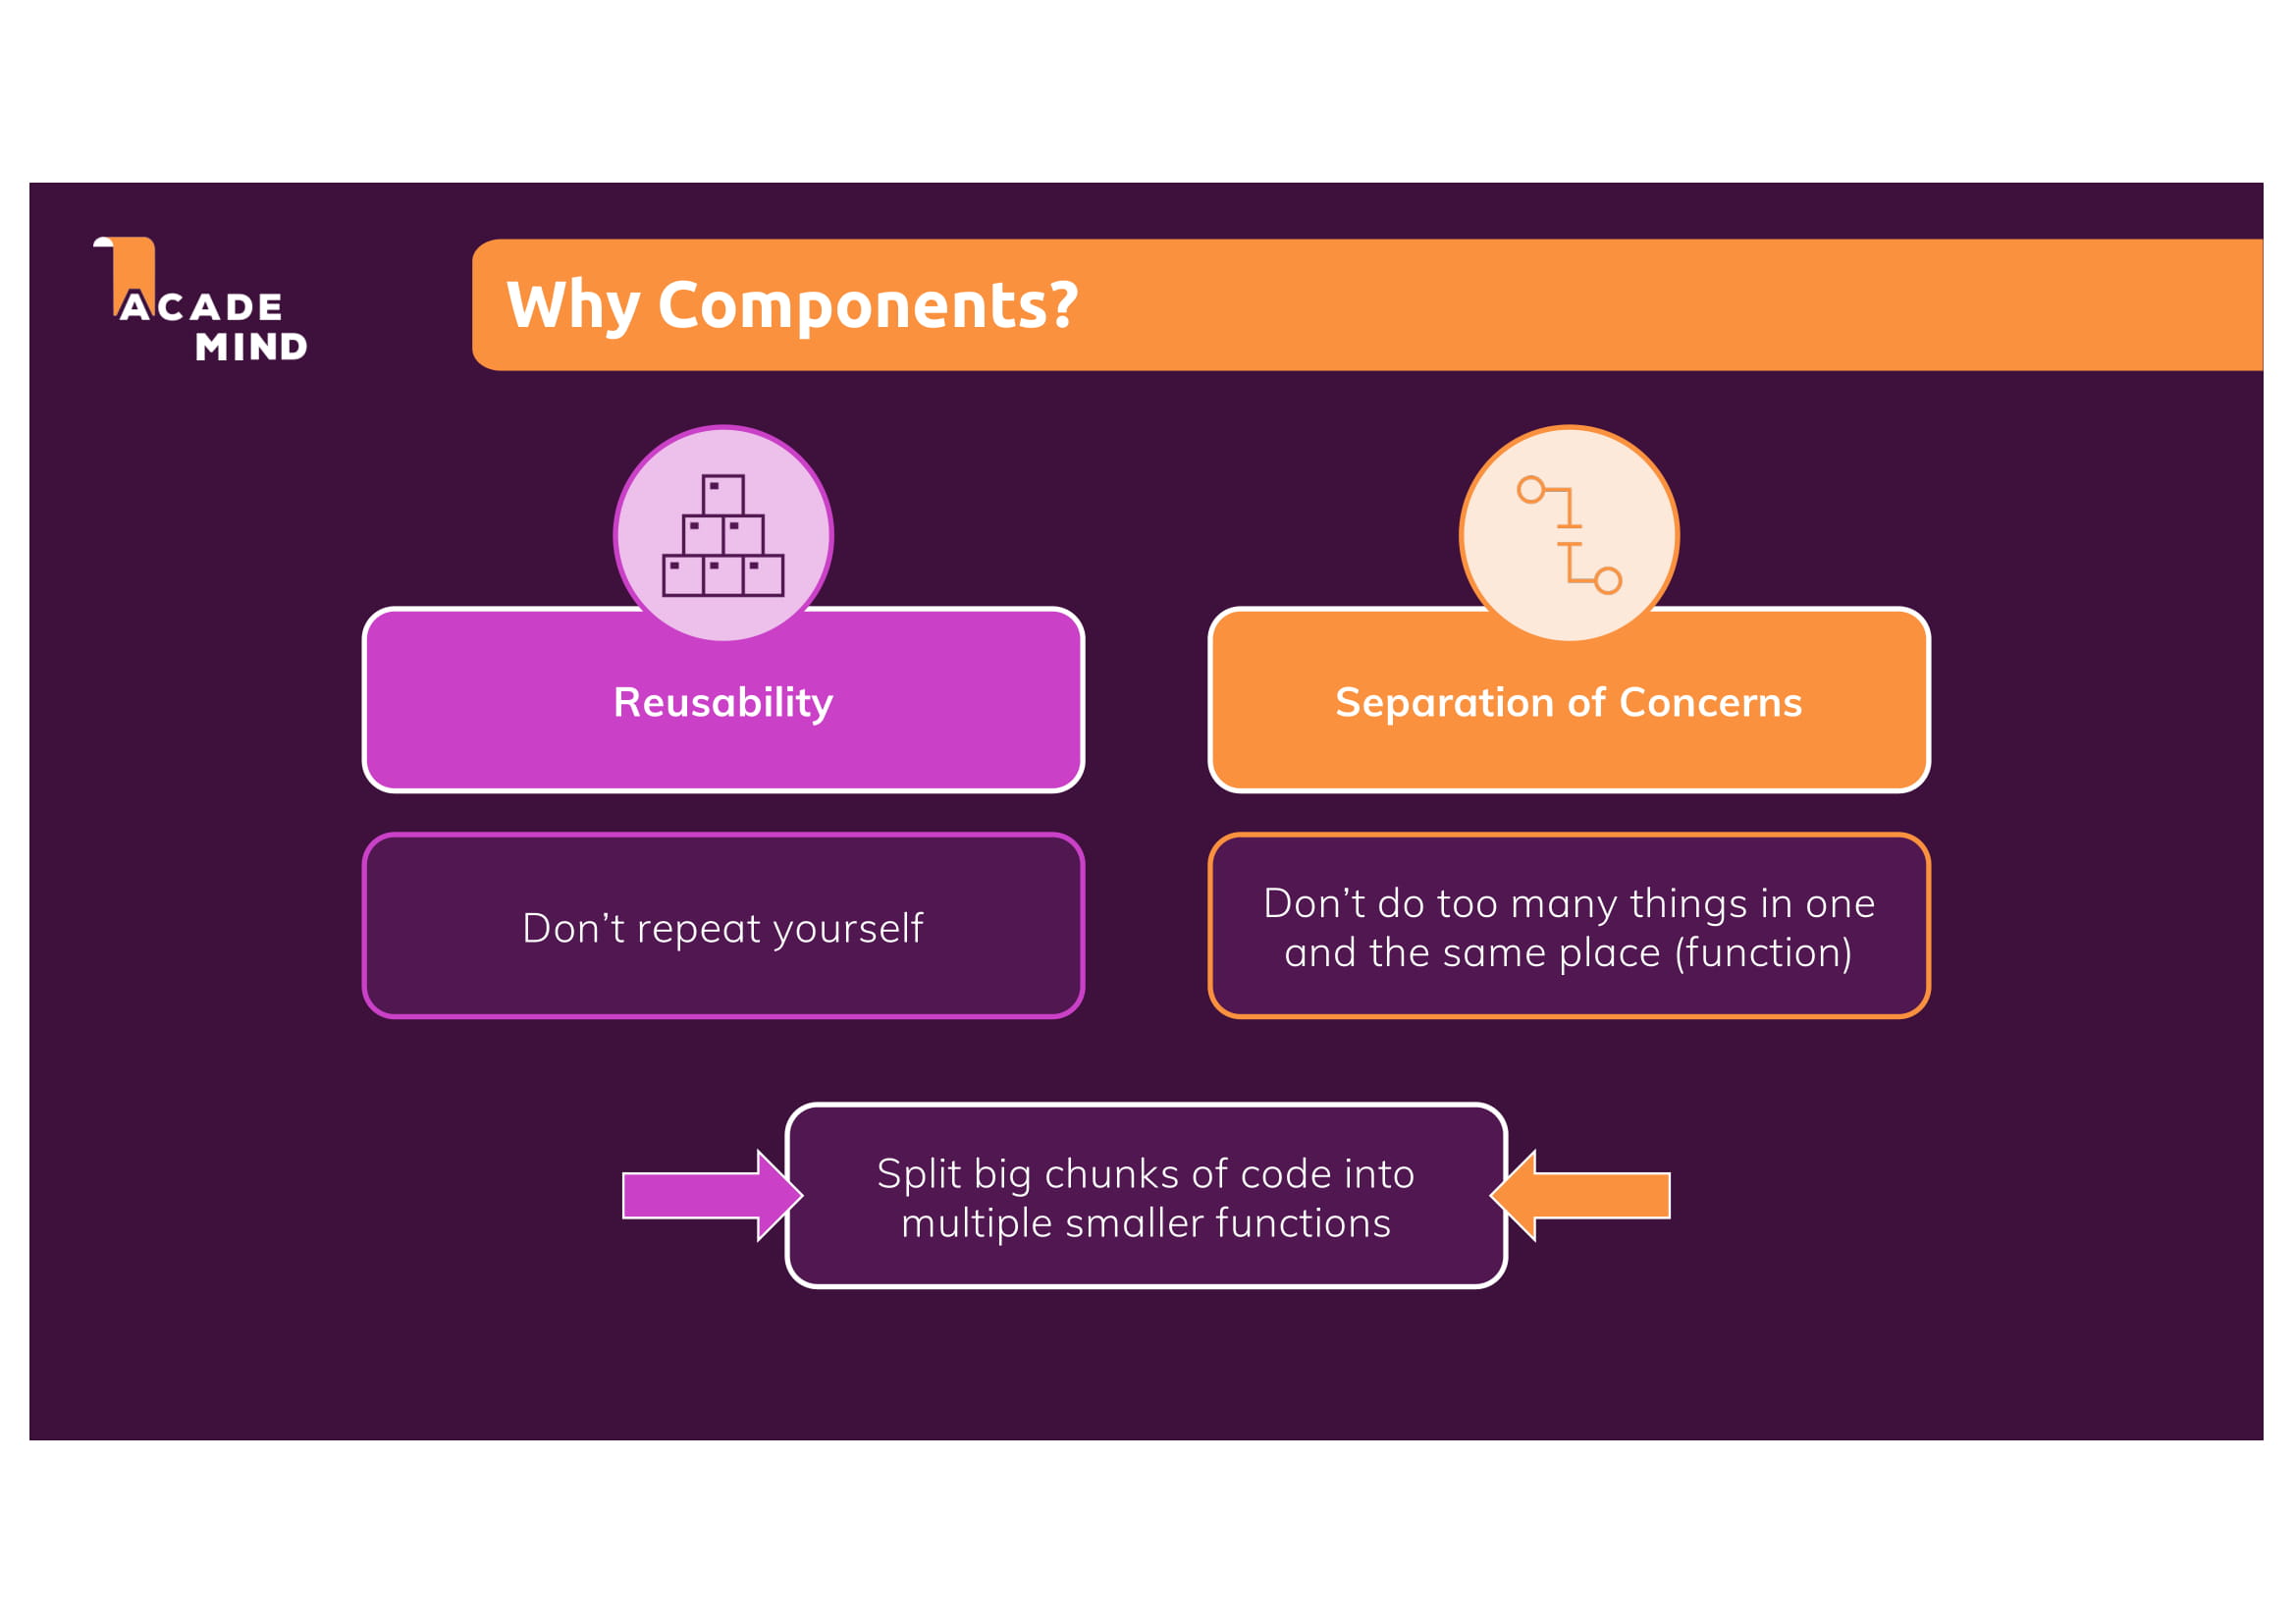 ACADE
MIND
Why Components?
Reusability
Separation of Concerns
Don’t repeat yourself
Don’t do too many things in one
and the same place (function)
Split big chunks of code into
multiple smaller functions